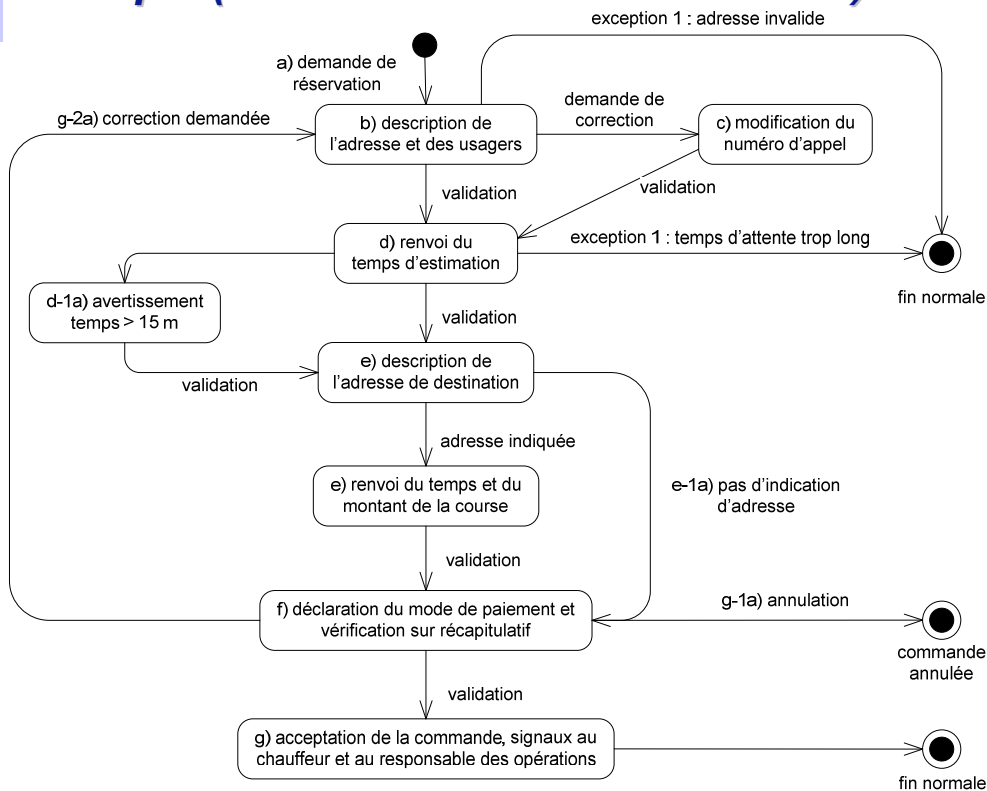 exception 1 : adresse invalide
a) demande de
réservation
g-2a) correction demandée
demande de
correction
b) description de
l'adresse et des usagers
c) modification du
numéro d'appel
validation
validation
exception 1 : temps d'attente trop long
d) renvoi du
temps d'estimation
fin normale
d-1a) avertissement
temps > 15 m
validation
e) description de
l'adresse de destination
validation
adresse indiquée
e) renvoi du temps et du
montant de la course
e-1a) pas d'indication
d'adresse
validation
f) déclaration du mode de paiement et
vérification sur récapitulatif
g-1a) annulation
commande
annulée
validation
g) acceptation de la commande, signaux au
chauffeur et au responsable des opérations
fin normale